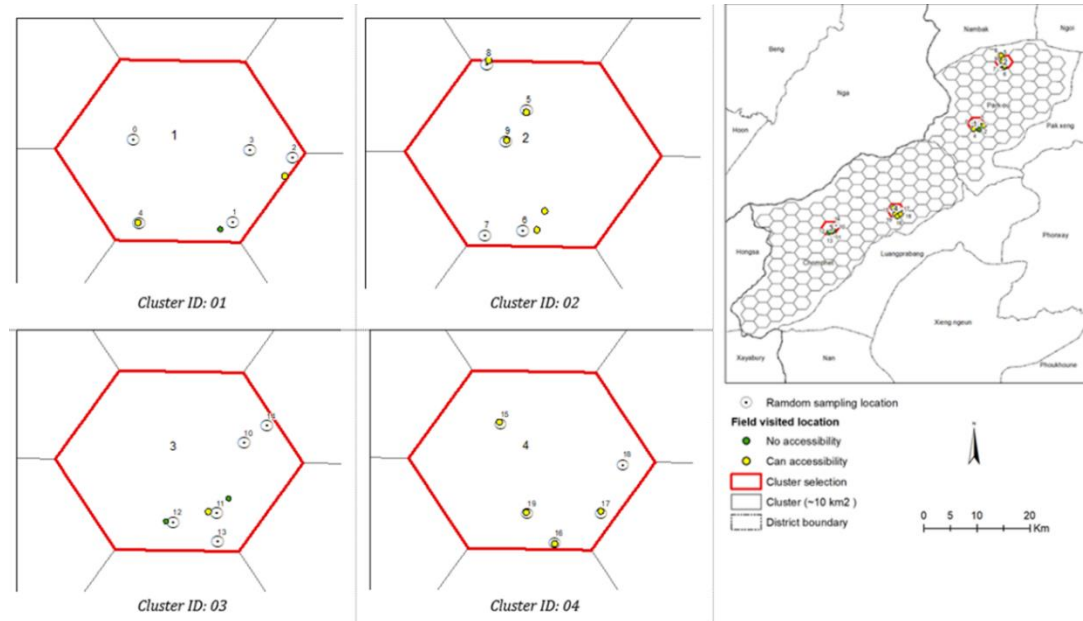 0
1
3
2
4
1
Cluster ID: 01
8
5
9
2
7
6
Cluster ID: 02
3
14
10
12
11
13
Cluster ID: 03
15
4
18
19
17
16
Cluster ID: 04
Nambak
Ngoi
Beng
Nga
Pak ou
Pak xeng
Hoon
Phonxay
Hongsa
Chomphet
Luangprabang
Xieng ngeun
Xayabury
Nan
Phoukhoune
Ramdom sampling location
Field visited location
No accessibility
Can accessibility
Cluster selection
Cluster (~10 km2 )
District boundary
N
0 5 10 20
Km